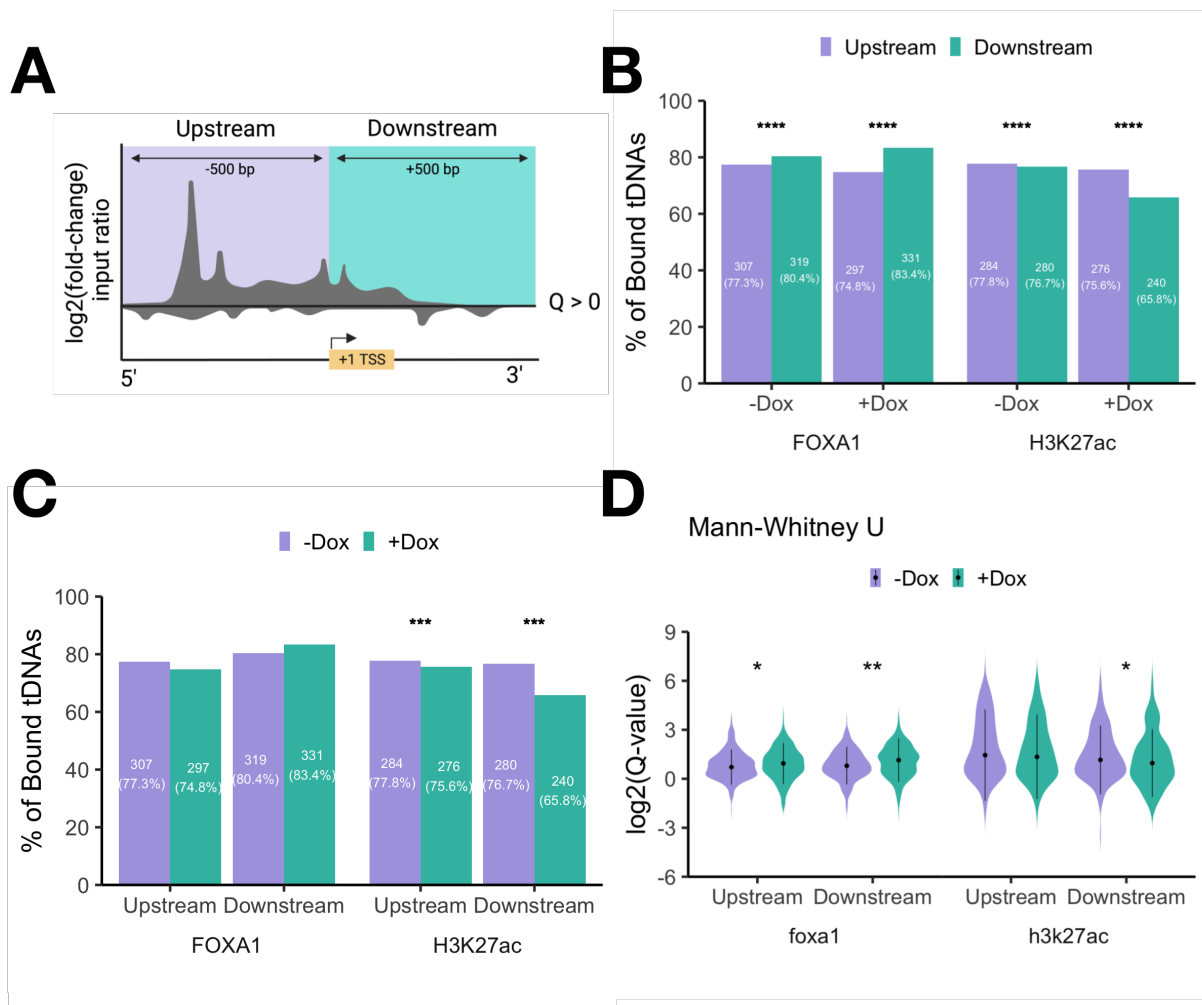 A
Upstream
Downstream
-500 bp
+500 bp
log2(fold-change)
input ratio
Q > 0
+1 TSS
5'
3'
B
Upstream
Downstream
% of Bound tDNAs
100
80
60
40
20
0
****
****
****
****
307
(77.3%)
319
(80.4%)
297
(74.8%)
331
(83.4%)
284
(77.8%)
280
(76.7%)
276
(75.6%)
240
(65.8%)
-Dox
+Dox
-Dox
+Dox
FOXA1
H3K27ac
C
-Dox
+Dox
% of Bound tDNAs
100
80
60
40
20
0
***
***
307
(77.3%)
297
(74.8%)
319
(80.4%)
331
(83.4%)
284
(77.8%)
276
(75.6%)
280
(76.7%)
240
(65.8%)
Upstream
Downstream
Upstream
Downstream
FOXA1
H3K27ac
D
Mann-Whitney U
-Dox
+Dox
log2(Q-value)
9
6
3
0
-3
-6
*
**
*
Upstream
Downstream
Upstream
Downstream
foxa1
h3k27ac